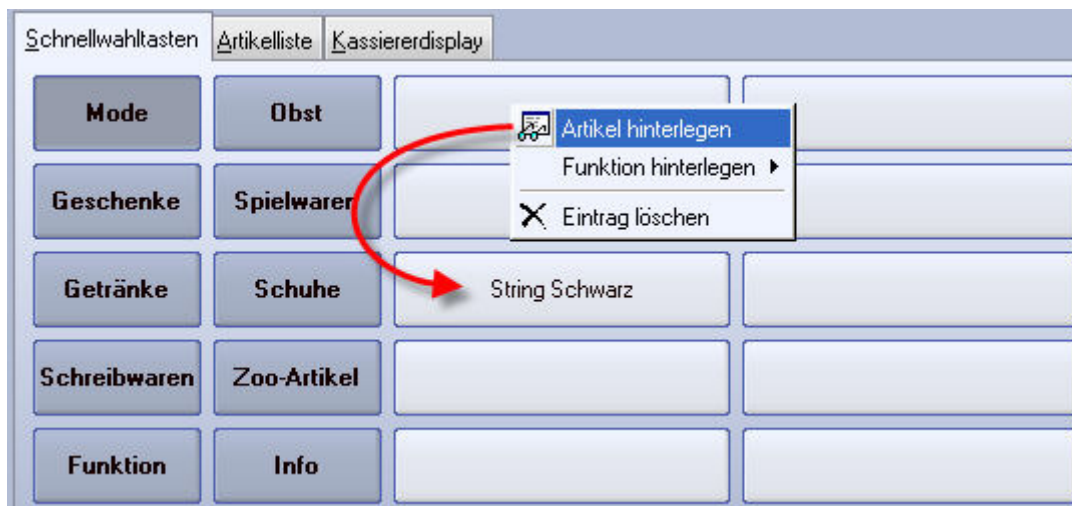 Schnellwahltasten Artikelliste Kassiererdisplay
Mode Obst
Artikel hinterlegen
Funktion hinterlegen
Geschenke Spielwaren
Eintrag löschen
Getränke Schuhe String Schwarz
Schreibwaren Zoo-Artikel
Funktion Info